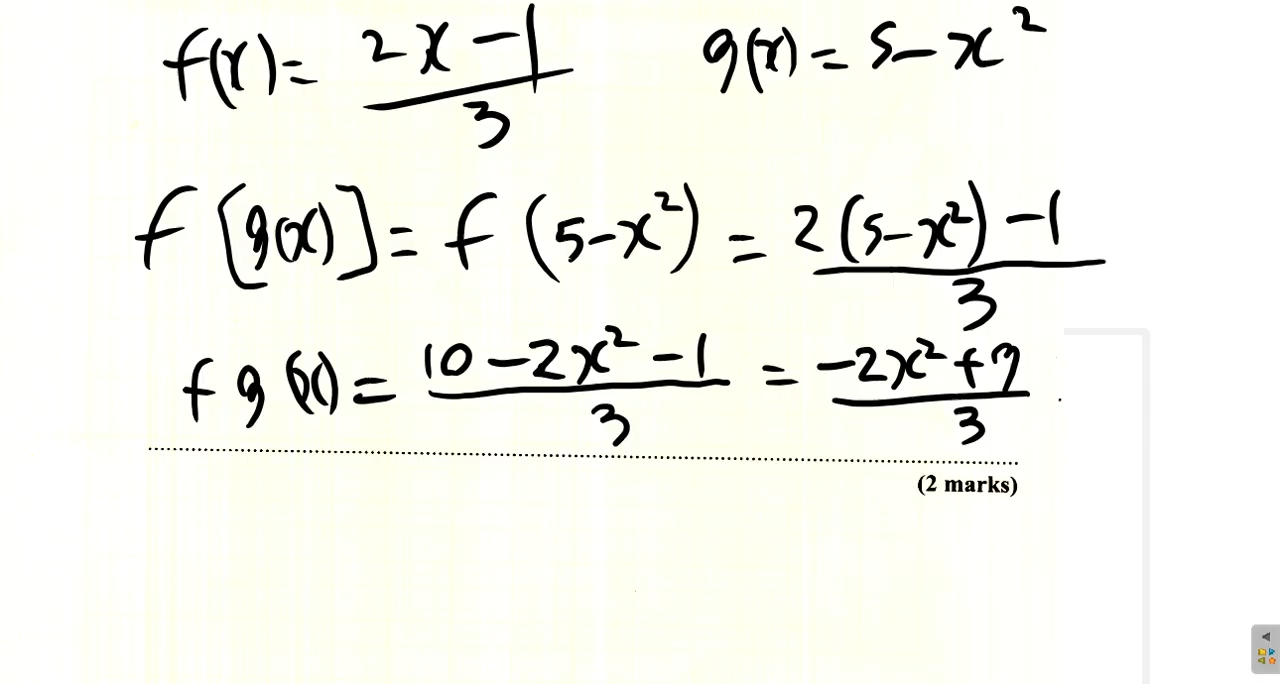 f(x) = (2x - 1)/3    g(x) = 5 - x²
f [g(x)] = f (5 - x²) = (2(5 - x²) - 1)/3
f g (x) = (10 - 2x² - 1)/3 = (-2x² + 9)/3
(2 marks)